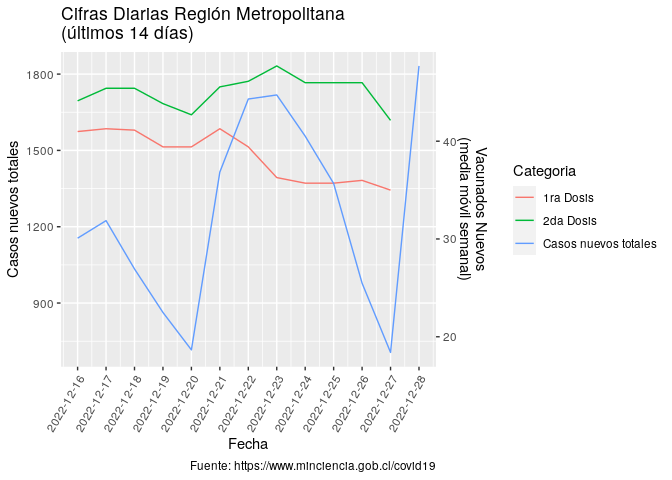 Cifras Diarias Región Metropolitana
(últimos 14 días)
1800
1500
1200
900
Casos nuevos totales
40
30
20
Vacunados Nuevos
(media móvil semanal)
2022-12-16
2022-12-17
2022-12-18
2022-12-19
2022-12-20
2022-12-21
2022-12-22
2022-12-23
2022-12-24
2022-12-25
2022-12-26
2022-12-27
2022-12-28
Fecha
Categoria
1ra Dosis
2da Dosis
Casos nuevos totales
Fuente: https://www.minciencia.gob.cl/covid19